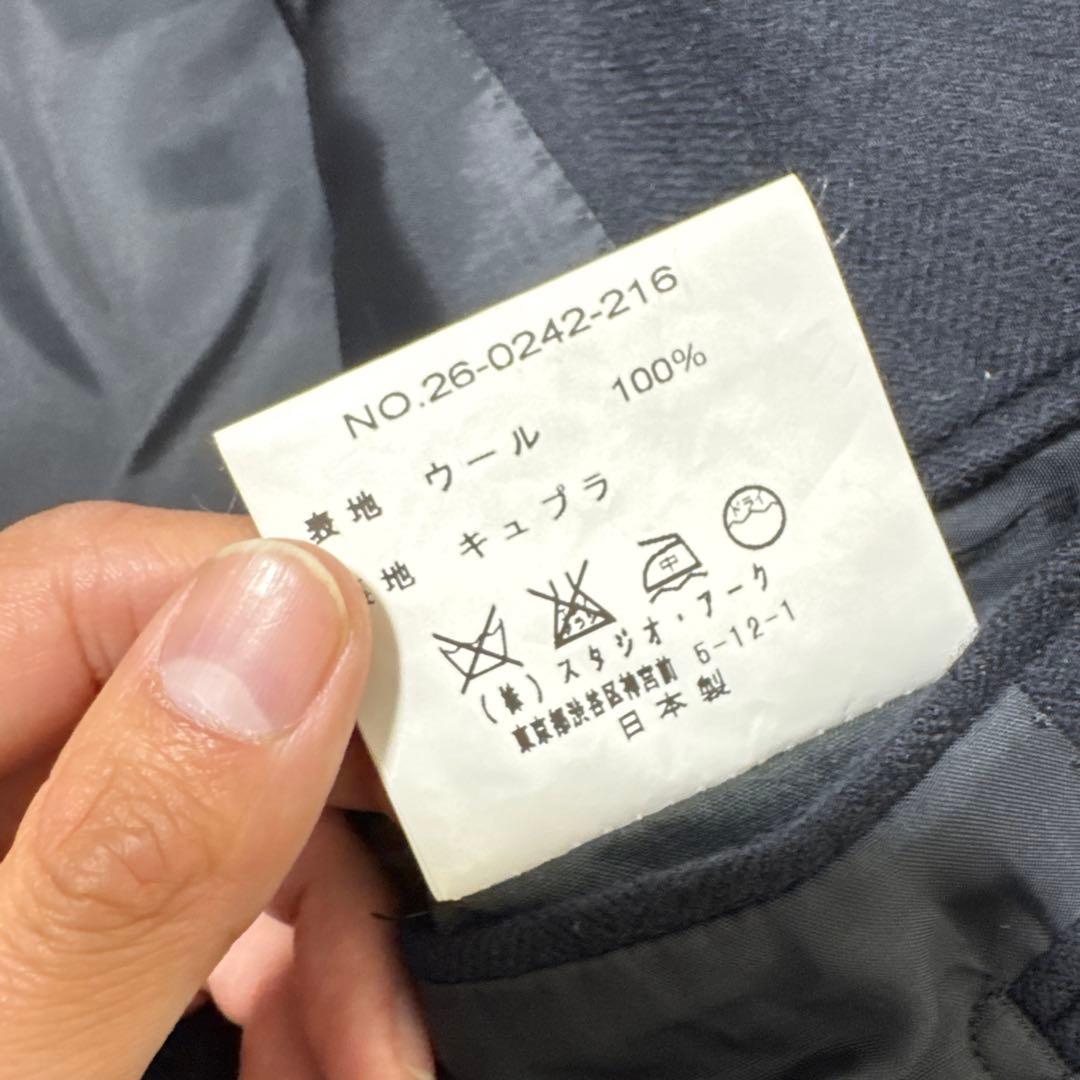 NO.26-0242-216
表地 ウール 100%
地 キュプラ
ドライ
中
(株) スタジオ・アーク
東京都渋谷区神宮前 5-12-1
日本製